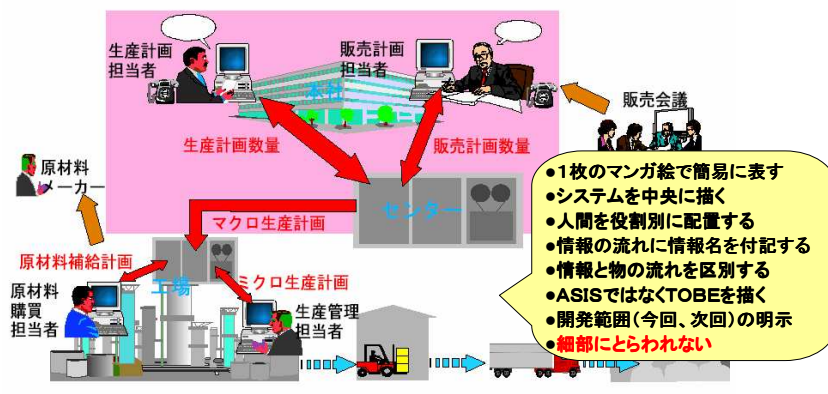 生産計画
担当者
販売計画
担当者
本社
販売会議
生産計画数量
販売計画数量
原材料
メーカー
センター
マクロ生産計画
原材料補給計画
工場
ミクロ生産計画
原材料
購買
担当者
生産管理
担当者
●1枚のマンガ絵で簡易に表す
●システムを中央に描く
●人間を役割別に配置する
●情報の流れに情報名を付記する
●情報と物の流れを区別する
●ASISではなくTOBEを描く
●開発範囲(今回、次回)の明示
●細部にとらわれない